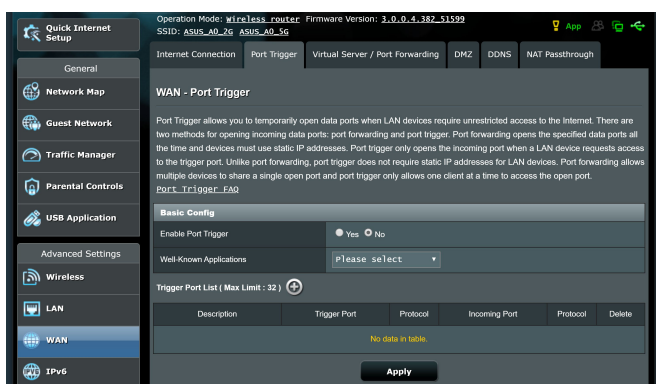 Quick Internet
Setup
Operation Mode: Wireless router Firmware Version: 3.0.0.4.382_51599
SSID: ASUS_A0_2G ASUS_A0_5G
App
Internet Connection Port Trigger Virtual Server / Port Forwarding DMZ DDNS NAT Passthrough
General
Network Map
Guest Network
Traffic Manager
Parental Controls
USB Application
Advanced Settings
Wireless
LAN
WAN
IPv6
WAN - Port Trigger
Port Trigger allows you to temporarily open data ports when LAN devices require unrestricted access to the Internet. There are
two methods for opening incoming data ports: port forwarding and port trigger. Port forwarding opens the specified data ports all
the time and devices must use static IP addresses. Port trigger only opens the incoming port when a LAN device requests access
to the trigger port. Unlike port forwarding, port trigger does not require static IP addresses for LAN devices. Port forwarding allows
multiple devices to share a single open port and port trigger only allows one client at a time to access the open port.
Port Trigger FAQ
Basic Config
Enable Port Trigger Yes No
Well-Known Applications Please select
Trigger Port List ( Max Limit : 32 )
Description Trigger Port Protocol Incoming Port Protocol Delete
No data in table.
Apply